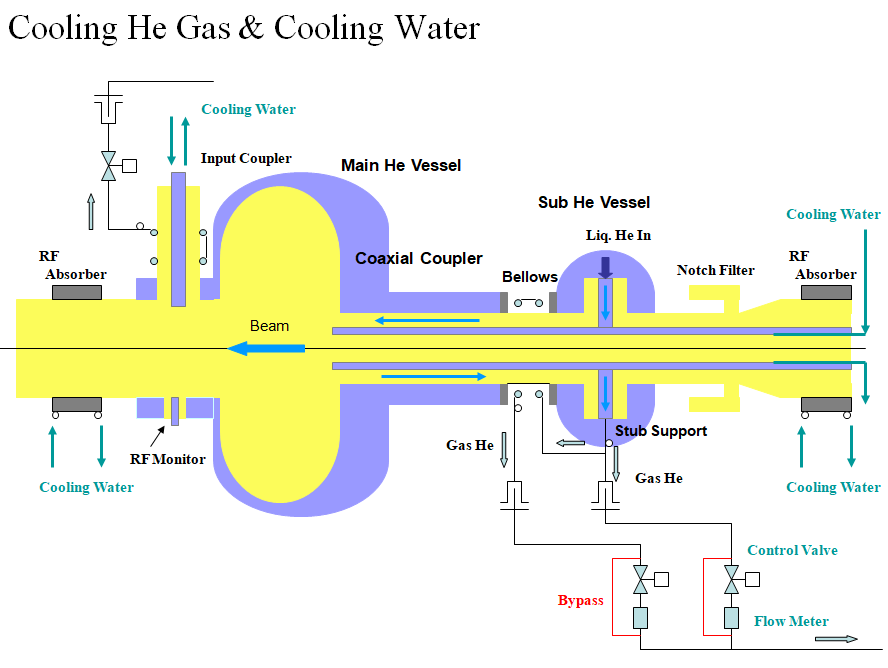 Cooling He Gas & Cooling Water
Cooling Water
Input Coupler
Main He Vessel
Sub He Vessel
Cooling Water
Liq. He In
RF
Absorber
Coaxial Coupler
Bellows
Notch Filter
RF
Absorber
Beam
Stub Support
Gas He
RF Monitor
Gas He
Cooling Water
Cooling Water
Control Valve
Bypass
Flow Meter